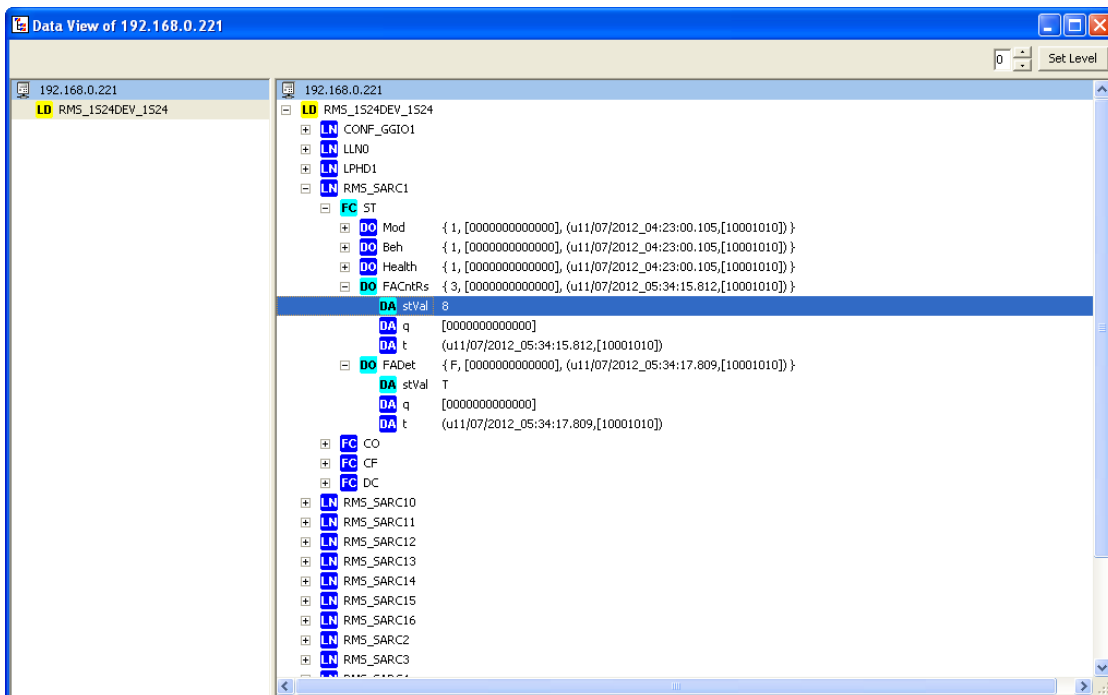 Data View of 192.168.0.221
0 Set Level
192.168.0.221
LD RMS_1S24DEV_1S24
192.168.0.221
LD RMS_1S24DEV_1S24
LN CONF_GGIO1
LN LLN0
LN LPHD1
LN RMS_SARC1
FC ST
DO Mod { 1, [0000000000000], (u11/07/2012_04:23:00.105,[10001010]) }
DO Beh { 1, [0000000000000], (u11/07/2012_04:23:00.105,[10001010]) }
DO Health { 1, [0000000000000], (u11/07/2012_04:23:00.105,[10001010]) }
DO FACntRs { 3, [0000000000000], (u11/07/2012_05:34:15.812,[10001010]) }
DA stVal 8
DA q [0000000000000]
DA t (u11/07/2012_05:34:15.812,[10001010])
DO FADet { F, [0000000000000], (u11/07/2012_05:34:17.809,[10001010]) }
DA stVal T
DA q [0000000000000]
DA t (u11/07/2012_05:34:17.809,[10001010])
FC CO
FC CF
FC DC
LN RMS_SARC10
LN RMS_SARC11
LN RMS_SARC12
LN RMS_SARC13
LN RMS_SARC14
LN RMS_SARC15
LN RMS_SARC16
LN RMS_SARC2
LN RMS_SARC3